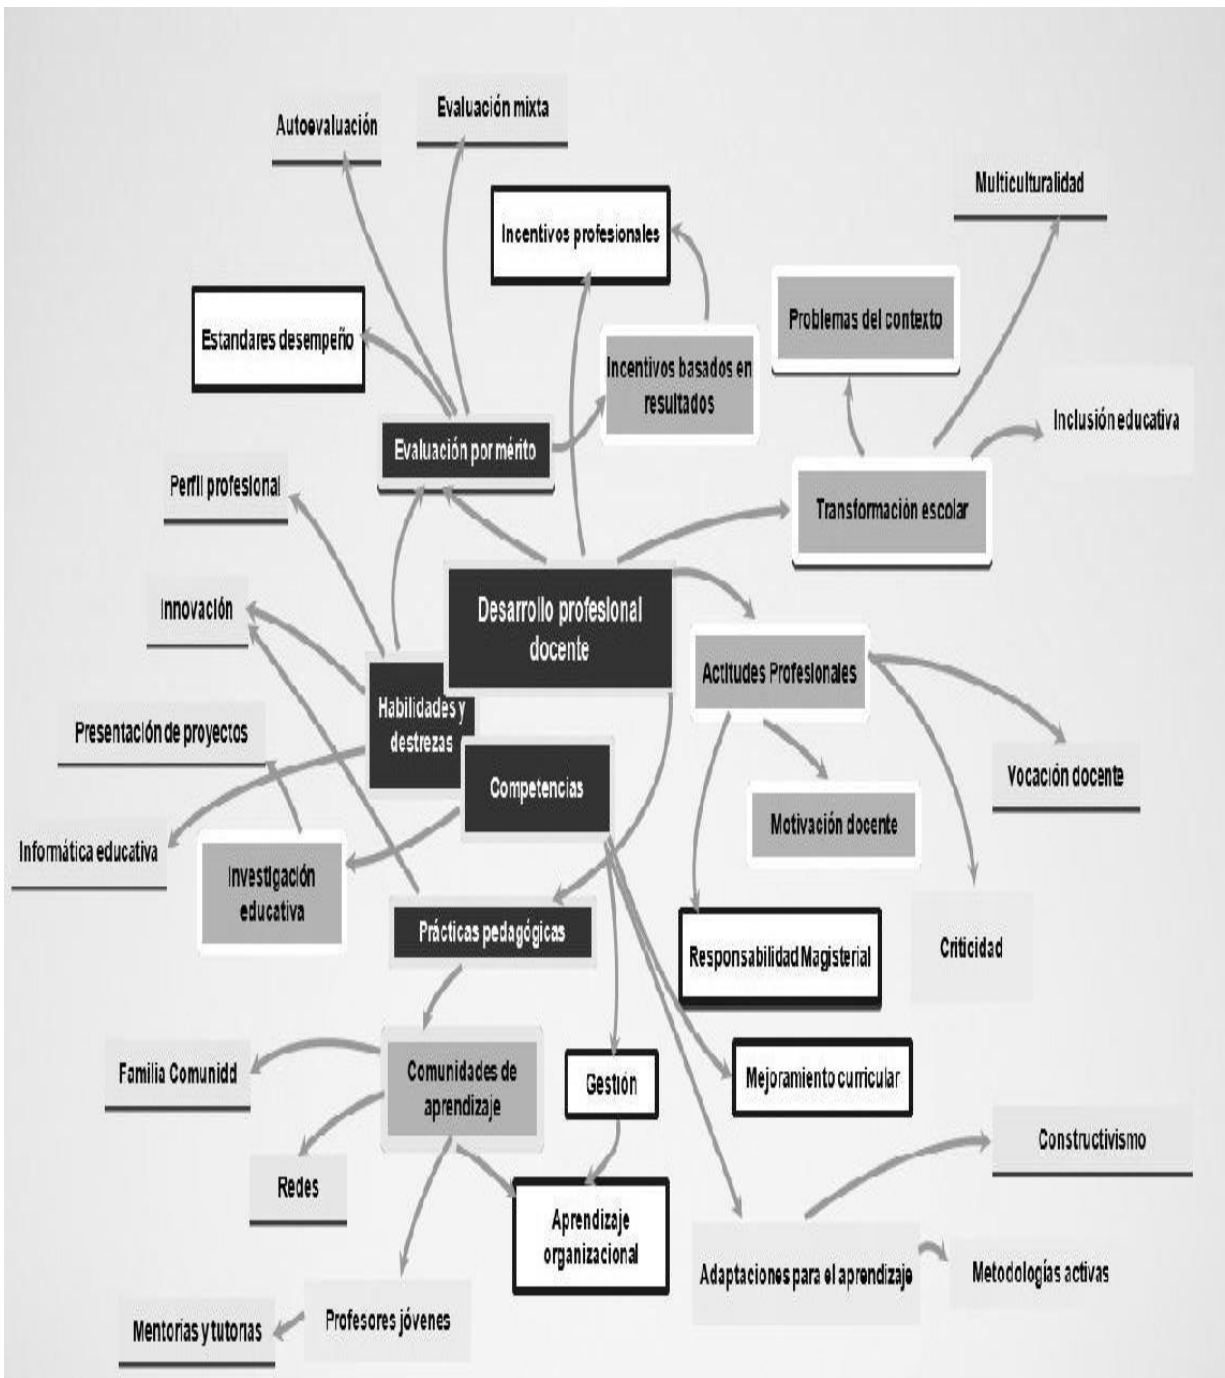 Evaluación mixta
Autoevaluación
Multiculturalidad
Incentivos profesionales
Problemas del contexto
Estandares desempeño
Incentivos basados en
resultados
Inclusión educativa
Evaluación por mérito
Perfil profesional
Transformación escolar
Innovación
Desarrollo profesional
docente
Actitudes Profesionales
Habilidades y
destrezas
Presentación de proyectos
Competencias
Vocación docente
Motivación docente
Informática educativa
Investigación
educativa
Prácticas pedagógicas
Responsabilidad Magisterial
Criticidad
Familia Comunidd
Comunidades de
aprendizaje
Gestión
Mejoramiento curricular
Constructivismo
Redes
Aprendizaje
organizacional
Adaptaciones para el aprendizaje
Metodologías activas
Profesores jóvenes
Mentorias y tutorias